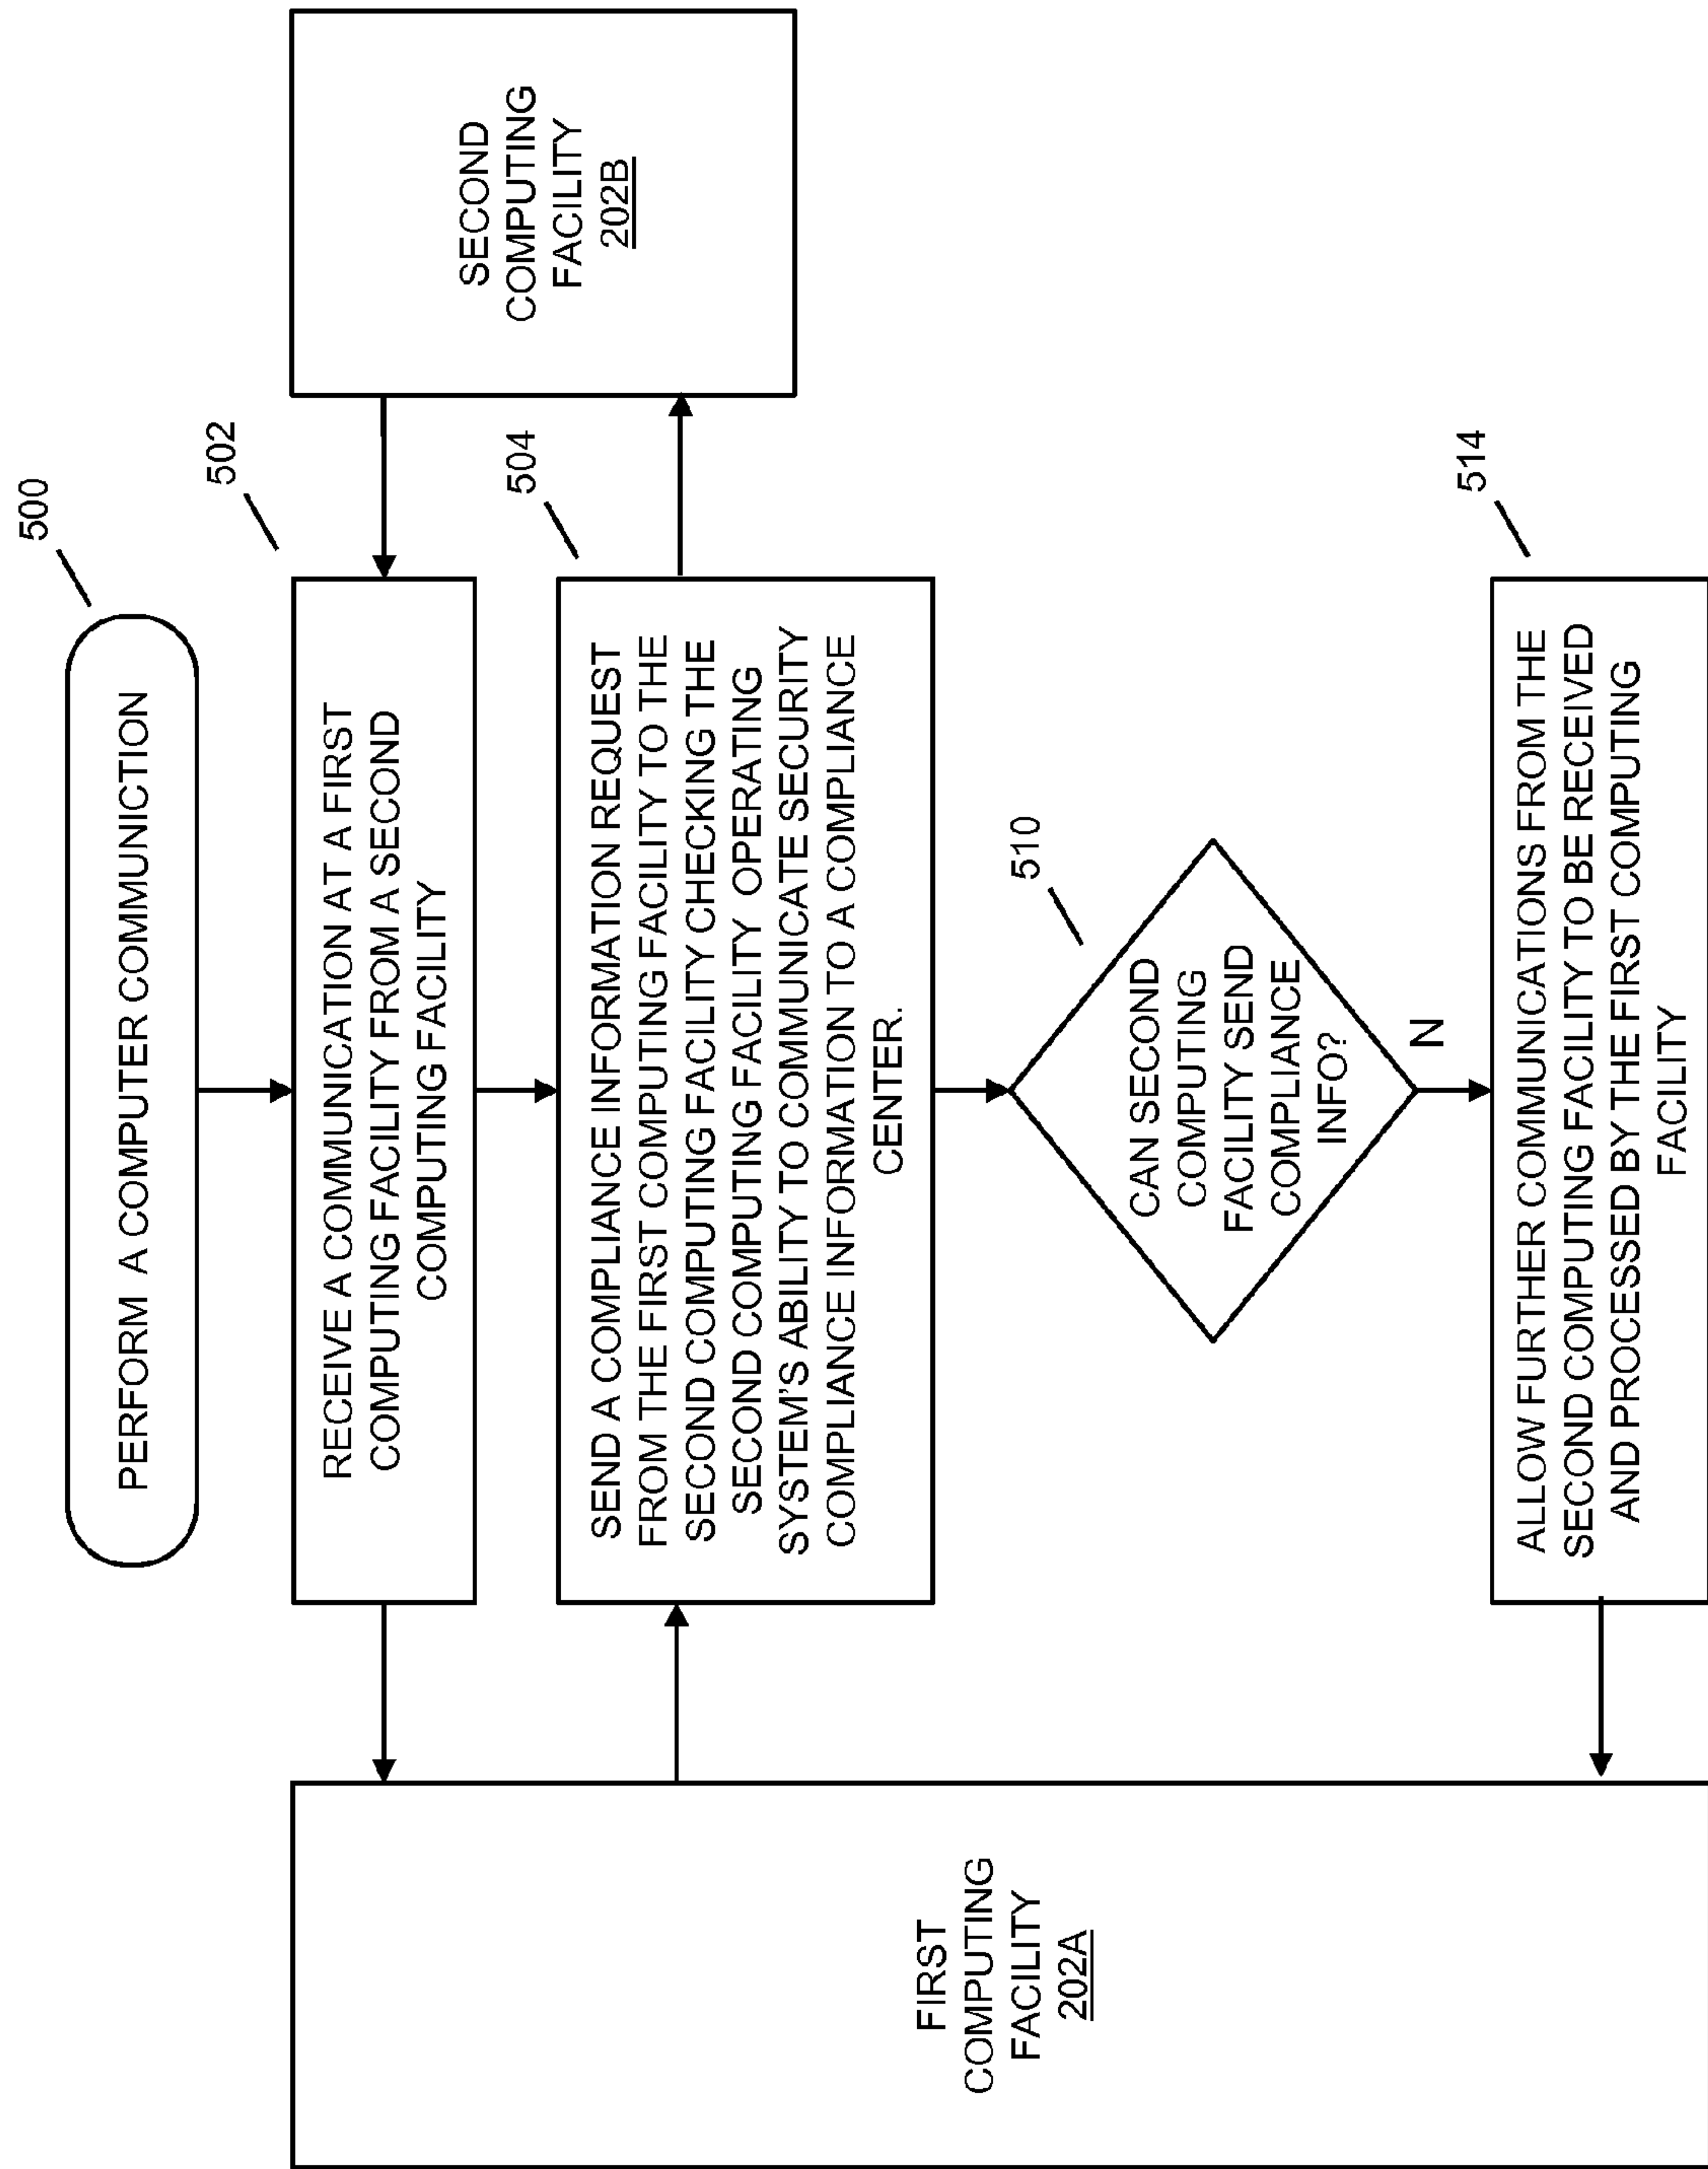 500
PERFORM A COMPUTER COMMUNICTION
502
RECEIVE A COMMUNICATION AT A FIRST
COMPUTING FACILITY FROM A SECOND
COMPUTING FACILITY
SECOND
COMPUTING
FACILITY
202B
504
SEND A COMPLIANCE INFORMATION REQUEST
FROM THE FIRST COMPUTING FACILITY TO THE
SECOND COMPUTING FACILITY CHECKING THE
SECOND COMPUTING FACILITY OPERATING
SYSTEM'S ABILITY TO COMMUNICATE SECURITY
COMPLIANCE INFORMATION TO A COMPLIANCE
CENTER.
FIRST
COMPUTING
FACILITY
202A
510
CAN SECOND
COMPUTING
FACILITY SEND
COMPLIANCE
INFO?
N
514
ALLOW FURTHER COMMUNICATIONS FROM THE
SECOND COMPUTING FACILITY TO BE RECEIVED
AND PROCESSED BY THE FIRST COMPUTING
FACILITY